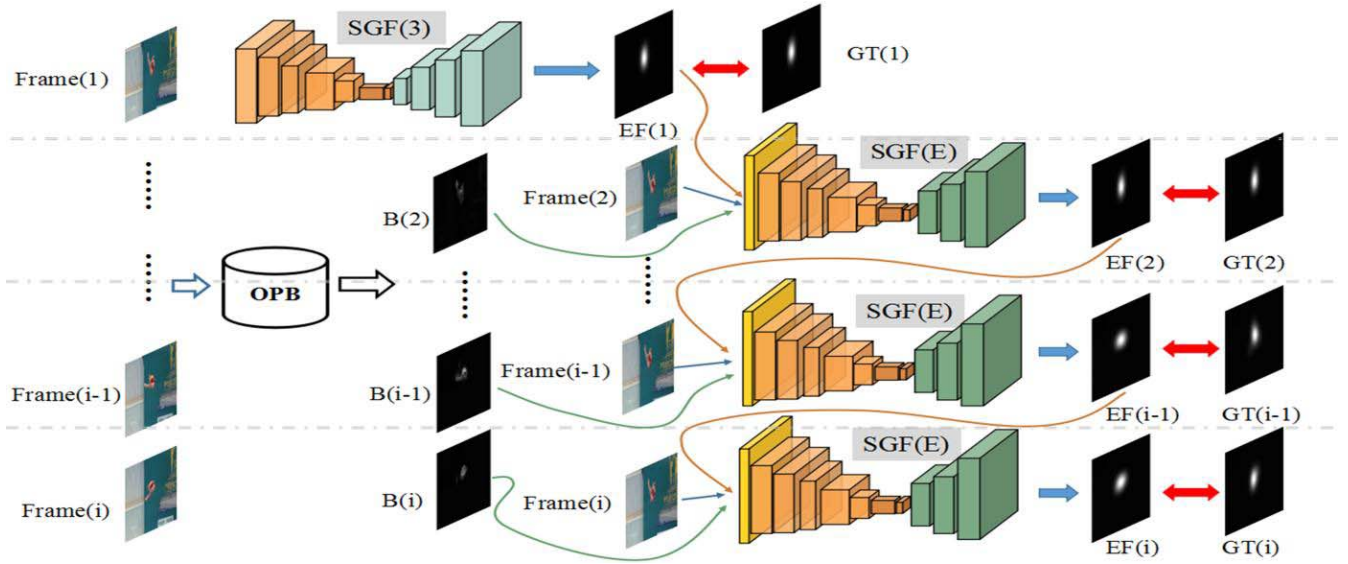 SGF(3)
Frame(1)
GT(1)
EF(1)
SGF(E)
Frame(2)
B(2)
EF(2)
GT(2)
OPB
SGF(E)
Frame(i-1)
B(i-1)
Frame(i-1)
EF(i-1)
GT(i-1)
SGF(E)
Frame(i)
B(i)
Frame(i)
EF(i)
GT(i)